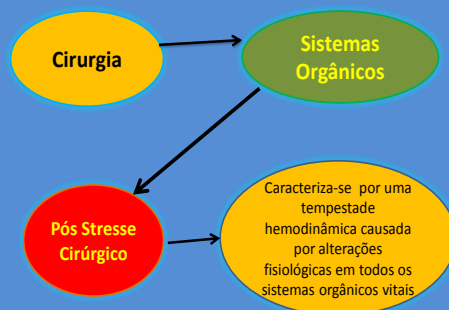 Cirurgia
Sistemas
Orgânicos
Pós Stresse
Cirúrgico
Caracteriza-se por uma
tempestade
hemodinâmica causada
por alterações
fisiológicas em todos os
sistemas orgânicos vitais